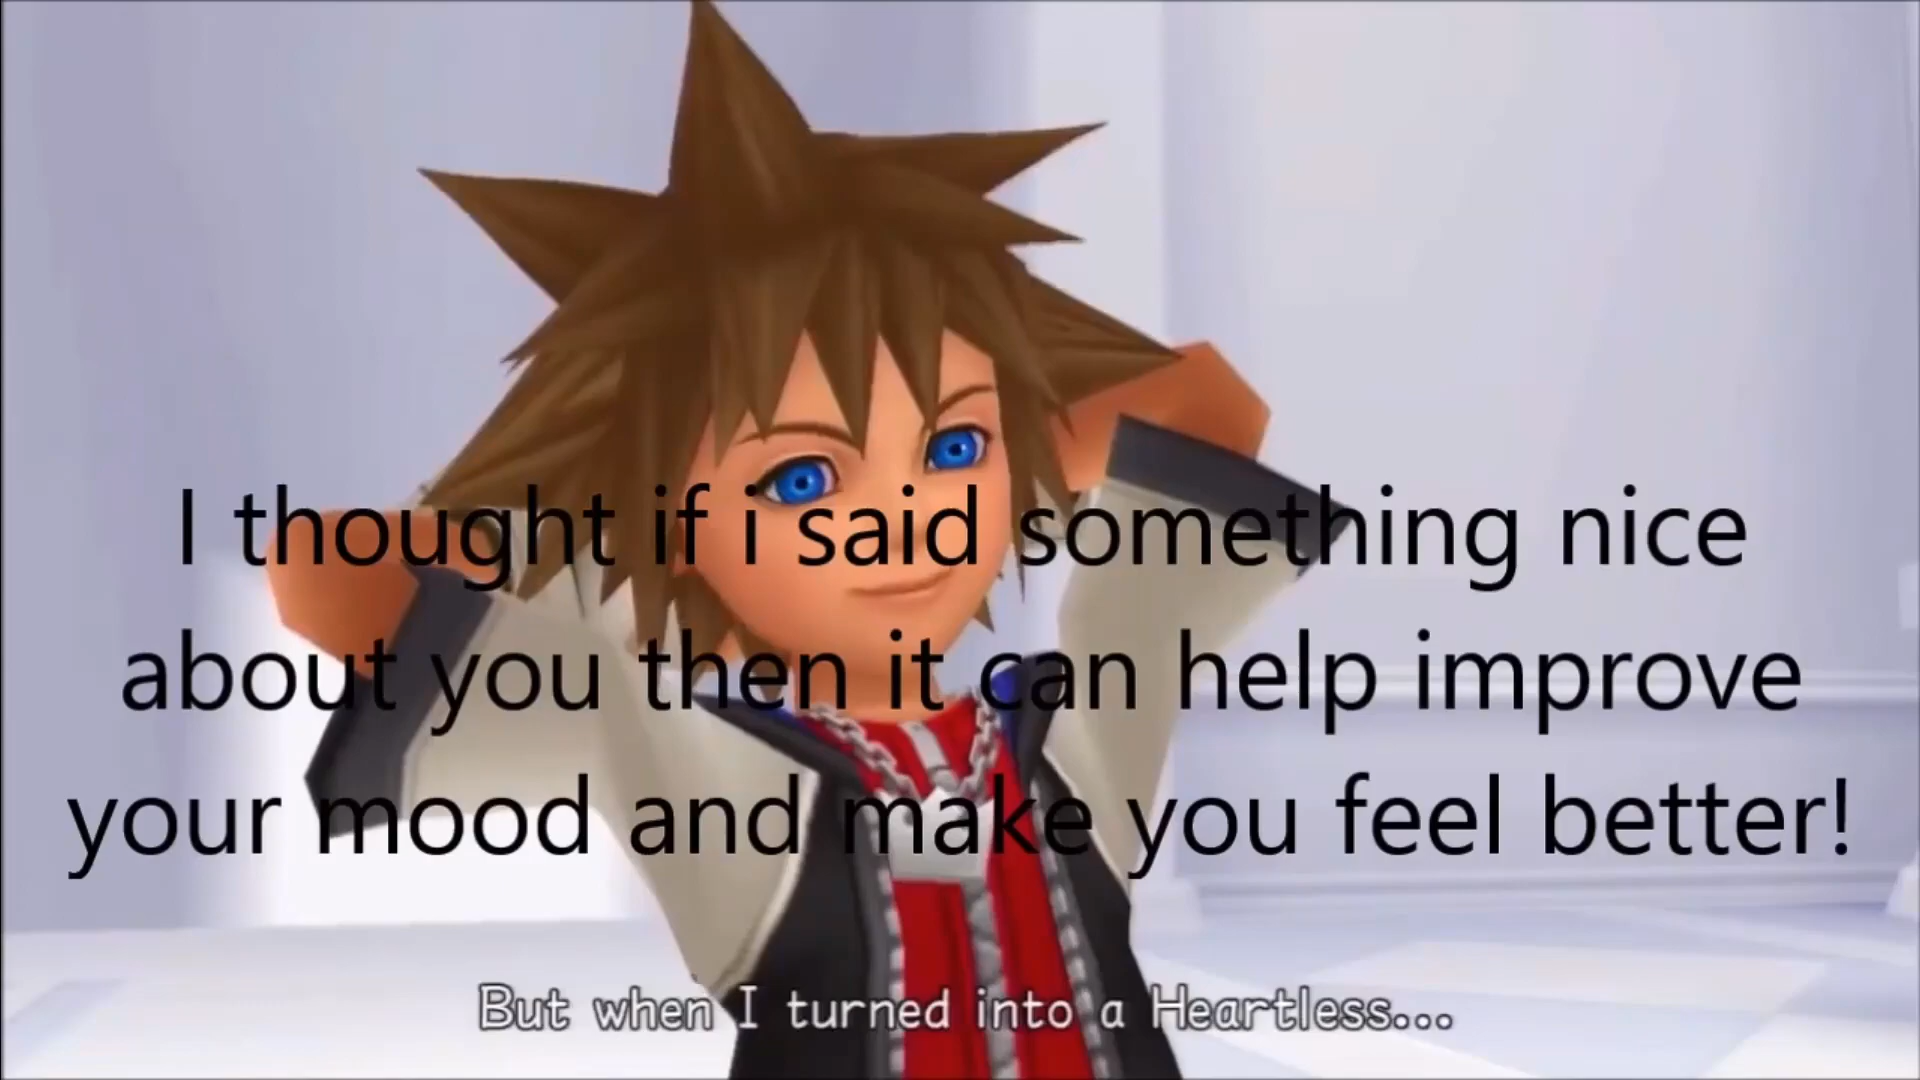 I thought if i said something nice
about you then it can help improve
your mood and make you feel better!
But when I turned into a Heartless...